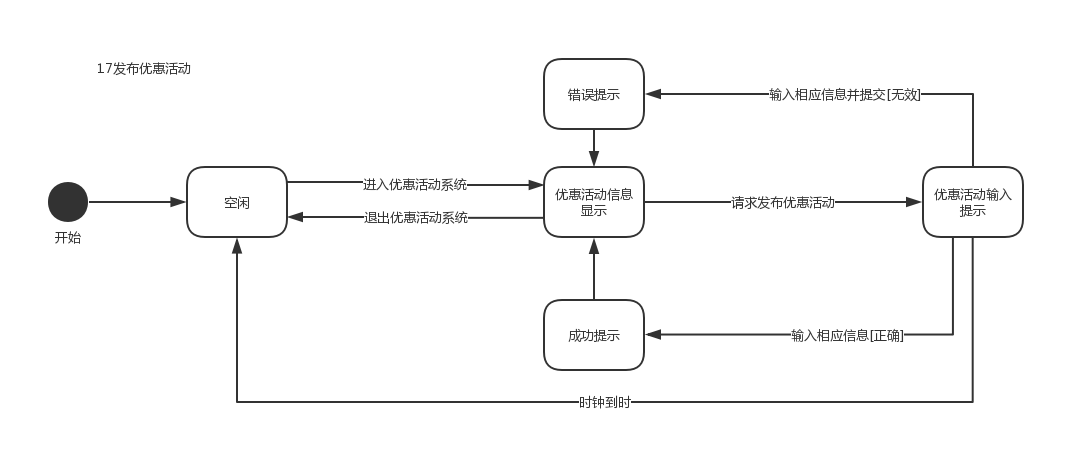 17发布优惠活动
错误提示
输入相应信息并提交[无效]
开始
空闲
进入优惠活动系统
退出优惠活动系统
优惠活动信息
显示
请求发布优惠活动
优惠活动输入
提示
成功提示
输入相应信息[正确]
时钟到时